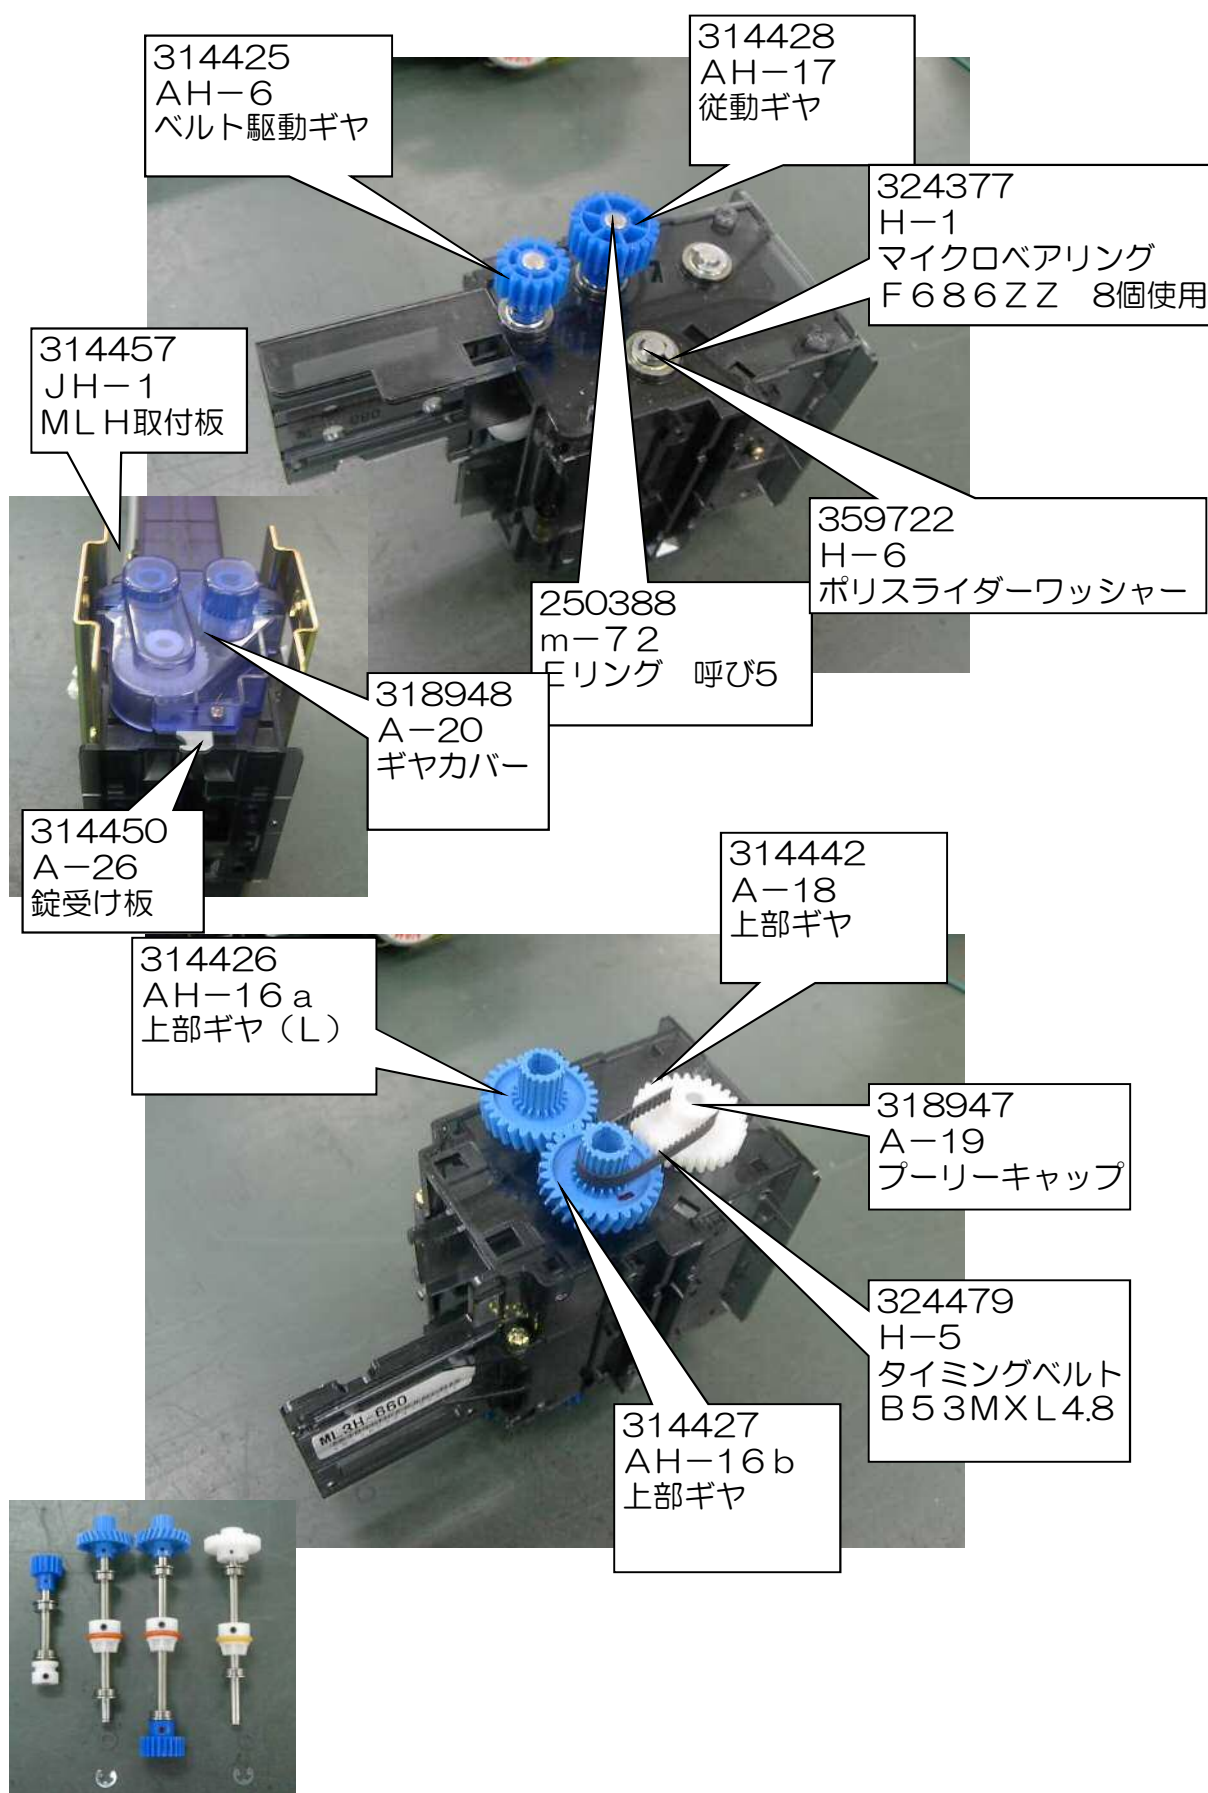 314425
AH−6
ベルト駆動ギヤ
314428
AH−17
従動ギヤ
324377
H−1
マイクロベアリング
F686ZZ　8個使用
314457
JH−1
MLH取付板
359722
H−6
ポリスライダーワッシャー
250388
m−72
Eリング　呼び5
318948
A−20
ギヤカバー
314450
A−26
錠受け板
314442
A−18
上部ギヤ
314426
AH−16a
上部ギヤ（L）
318947
A−19
プーリーキャップ
324479
H−5
タイミングベルト
B53MXL4.8
314427
AH−16b
上部ギヤ
ML3H-660